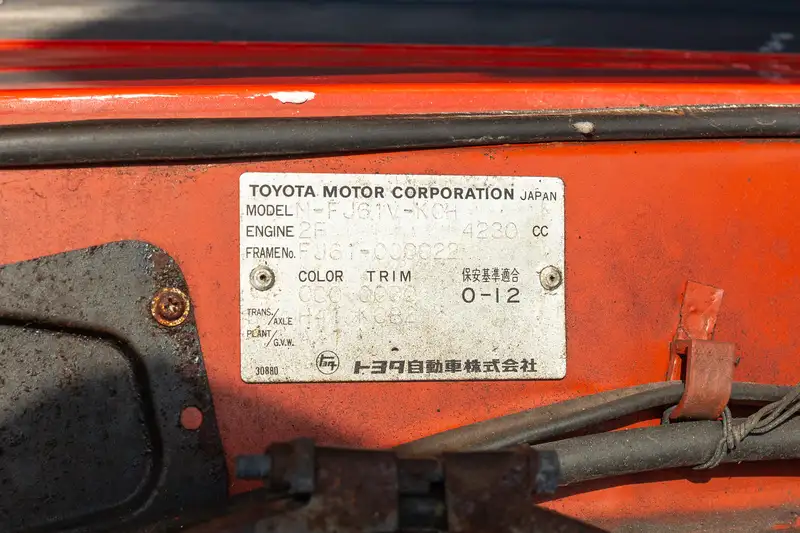 TOYOTA MOTOR CORPORATION JAPAN
MODEL M-FJ61V-KCH
ENGINE 2F 4230 CC
FRAME No. FJ61-000022
COLOR TRIM 保安基準適合
0-12
TRANS./AXLE H41
PLANT/G.V.W.
30880 トヨタ自動車株式会社